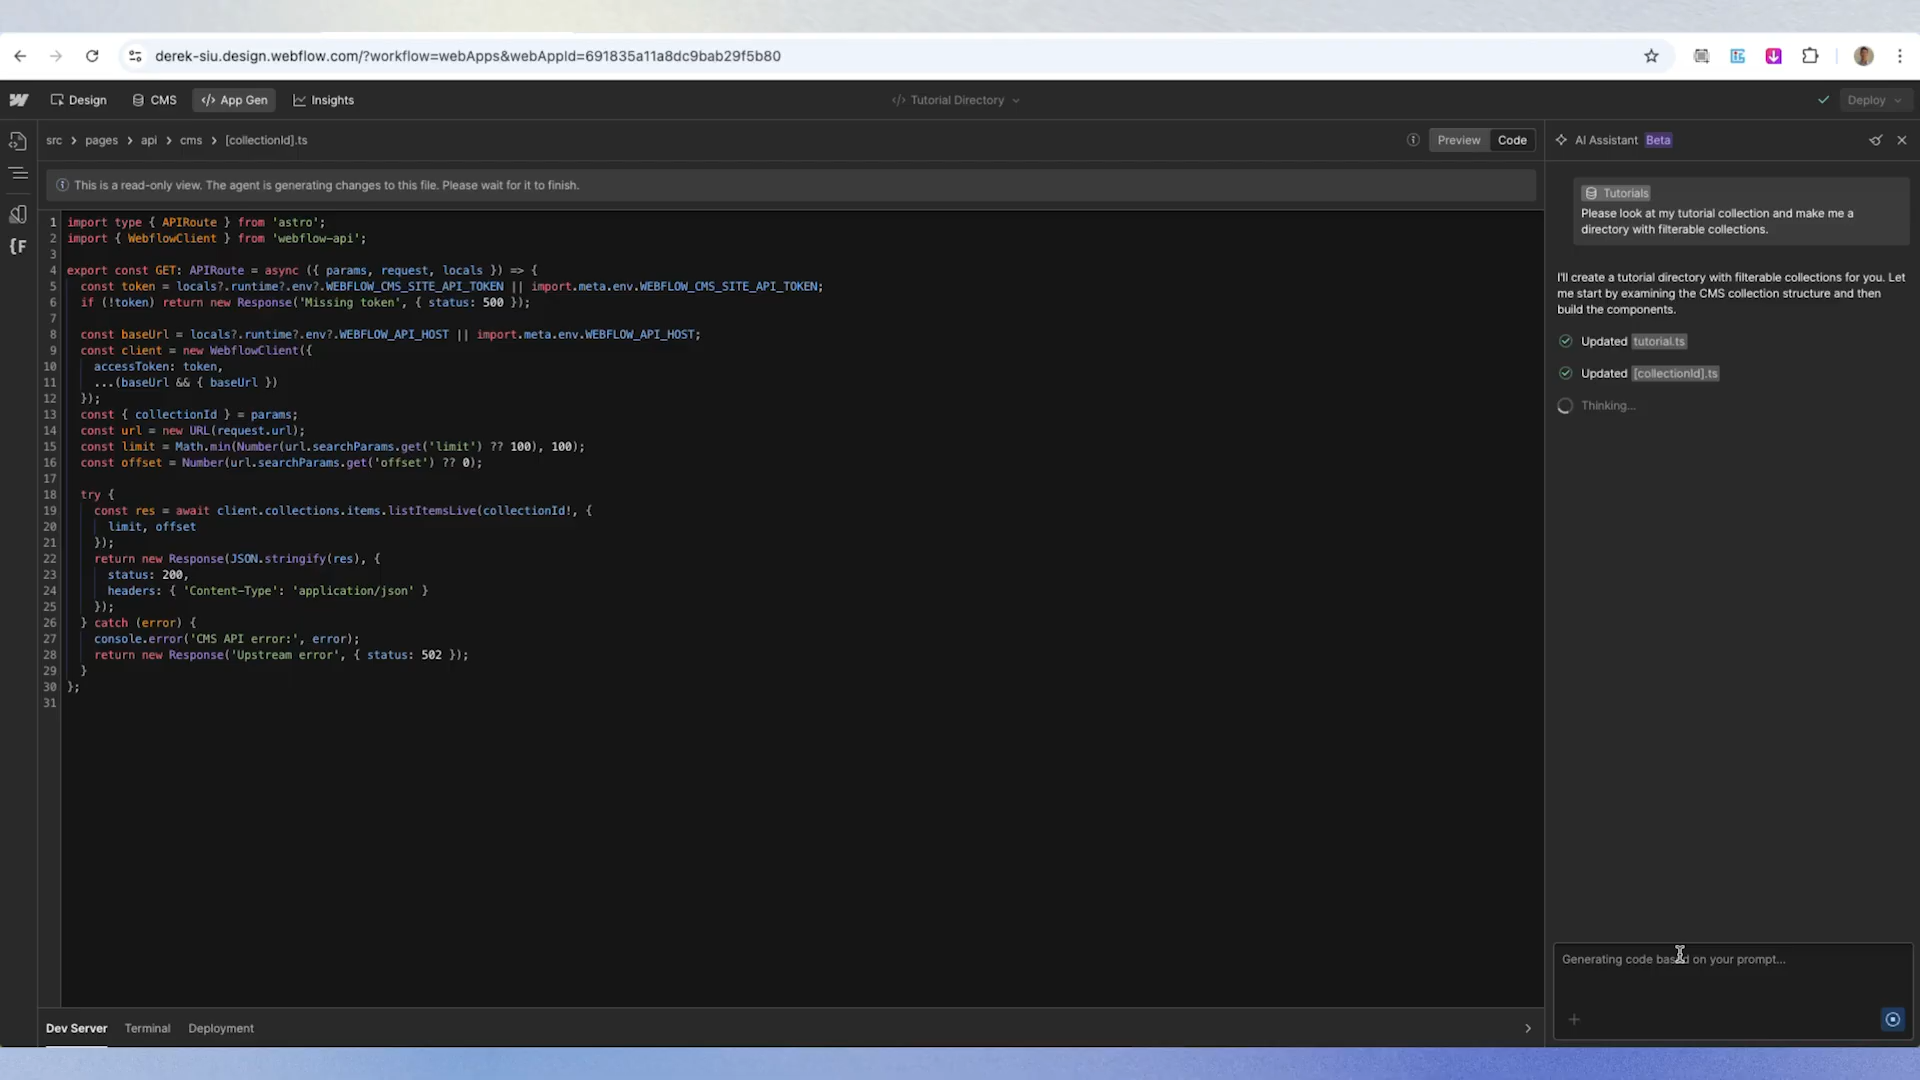 derek-siu.design.webflow.com/?workflow=webApps&webAppId=691835a11a8dc9bab29f5b80
Design
CMS
</> App Gen
Insights
</> Tutorial Directory
Deploy
src > pages > api > cms > [collectionId].ts
Preview
Code
This is a read-only view. The agent is generating changes to this file. Please wait for it to finish.
1 import type { APIRoute } from 'astro';
2 import { WebflowClient } from 'webflow-api';
3
4 export const GET: APIRoute = async ({ params, request, locals }) => {
5   const token = locals?.runtime?.env?.WEBFLOW_CMS_SITE_API_TOKEN || import.meta.env.WEBFLOW_CMS_SITE_API_TOKEN;
6   if (!token) return new Response('Missing token', { status: 500 });
7
8   const baseUrl = locals?.runtime?.env?.WEBFLOW_API_HOST || import.meta.env.WEBFLOW_API_HOST;
9   const client = new WebflowClient({
10     accessToken: token,
11     ...(baseUrl && { baseUrl })
12   });
13   const { collectionId } = params;
14   const url = new URL(request.url);
15   const limit = Math.min(Number(url.searchParams.get('limit') ?? 100), 100);
16   const offset = Number(url.searchParams.get('offset') ?? 0);
17
18   try {
19     const res = await client.collections.items.listItemsLive(collectionId!, {
20       limit, offset
21     });
22     return new Response(JSON.stringify(res), {
23       status: 200,
24       headers: { 'Content-Type': 'application/json' }
25     });
26   } catch (error) {
27     console.error('CMS API error:', error);
28     return new Response('Upstream error', { status: 502 });
29   }
30 };
31
Dev Server
Terminal
Deployment
AI Assistant Beta
Tutorials
Please look at my tutorial collection and make me a
directory with filterable collections.
I'll create a tutorial directory with filterable collections for you. Let
me start by examining the CMS collection structure and then
build the components.
Updated tutorial.ts
Updated [collectionId].ts
Thinking...
Generating code based on your prompt...